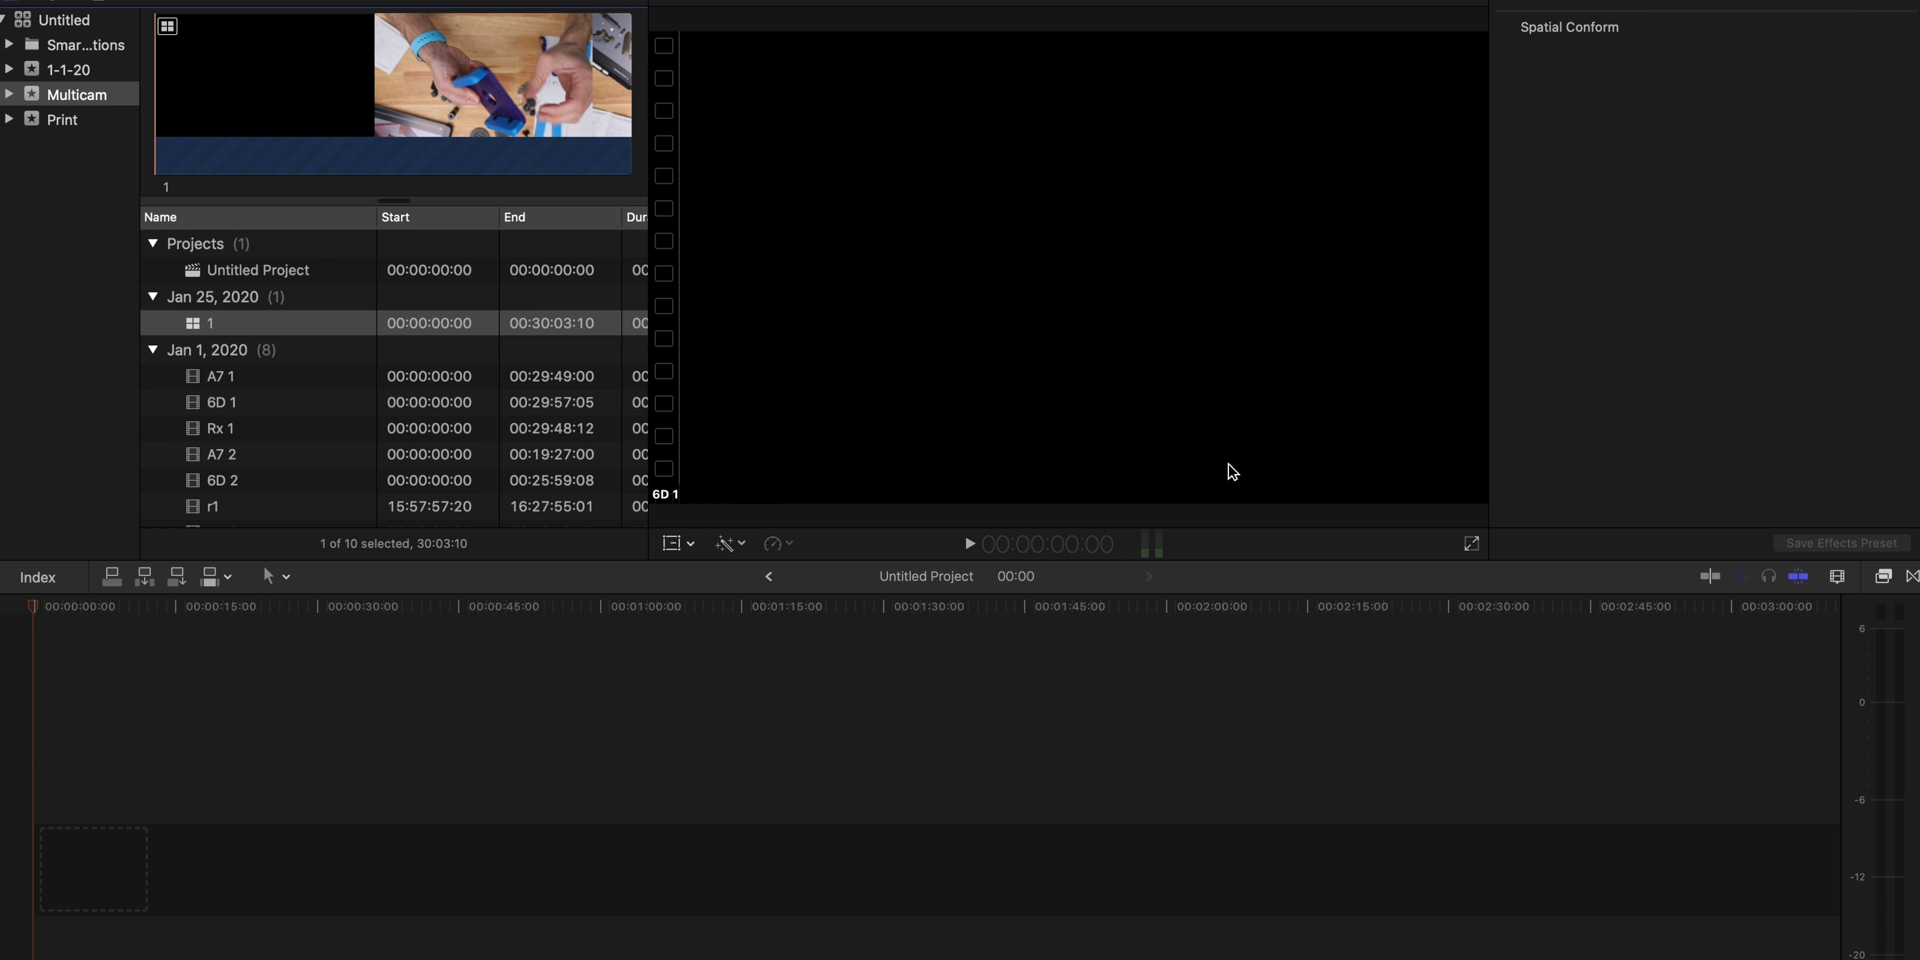 Untitled
Smar...tions
1-1-20
Multicam
Print
1
Name Start End Dur
Projects (1)
Untitled Project 00:00:00:00 00:00:00:00 00
Jan 25, 2020 (1)
1 00:00:00:00 00:30:03:10 00
Jan 1, 2020 (8)
A7 1 00:00:00:00 00:29:49:00 00
6D 1 00:00:00:00 00:29:57:05 00
Rx 1 00:00:00:00 00:29:48:12 00
A7 2 00:00:00:00 00:19:27:00 00
6D 2 00:00:00:00 00:25:59:08 00
r1 15:57:57:20 16:27:55:01 00
1 of 10 selected, 30:03:10
6D 1
00:00:00:00
Spatial Conform
Save Effects Preset
Index
Untitled Project 00:00
00:00:00:00 00:00:15:00 00:00:30:00 00:00:45:00 00:01:00:00 00:01:15:00 00:01:30:00 00:01:45:00 00:02:00:00 00:02:15:00 00:02:30:00 00:02:45:00 00:03:00:00
6
0
-6
-12
-20